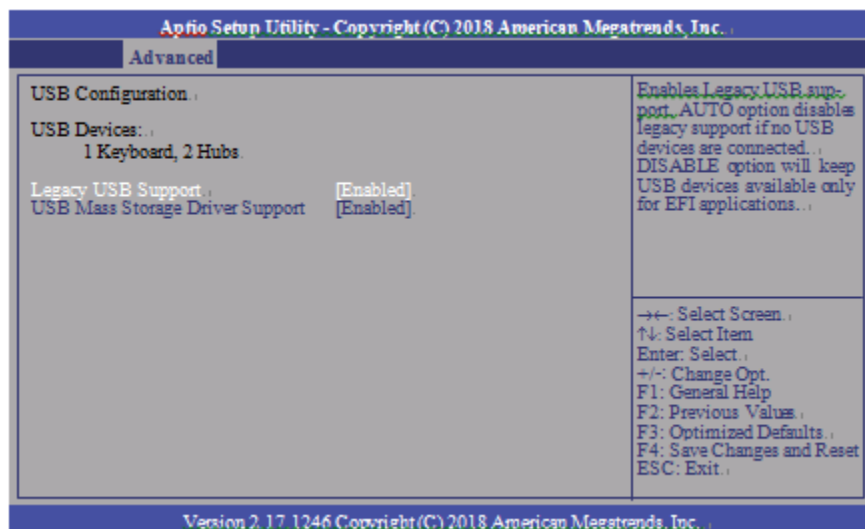 Aptio Setup Utility - Copyright (C) 2018 American Megatrends, Inc.
Advanced
USB Configuration
USB Devices:
1 Keyboard, 2 Hubs
Legacy USB Support [Enabled]
USB Mass Storage Driver Support [Enabled]
Enables Legacy USB sup-
port. AUTO option disables
legacy support if no USB
devices are connected.
DISABLE option will keep
USB devices available only
for EFI applications.
→←: Select Screen
↑↓: Select Item
Enter: Select
+/-: Change Opt.
F1: General Help
F2: Previous Values
F3: Optimized Defaults
F4: Save Changes and Reset
ESC: Exit
Version 2.17.1246 Copyright (C) 2018 American Megatrends, Inc.